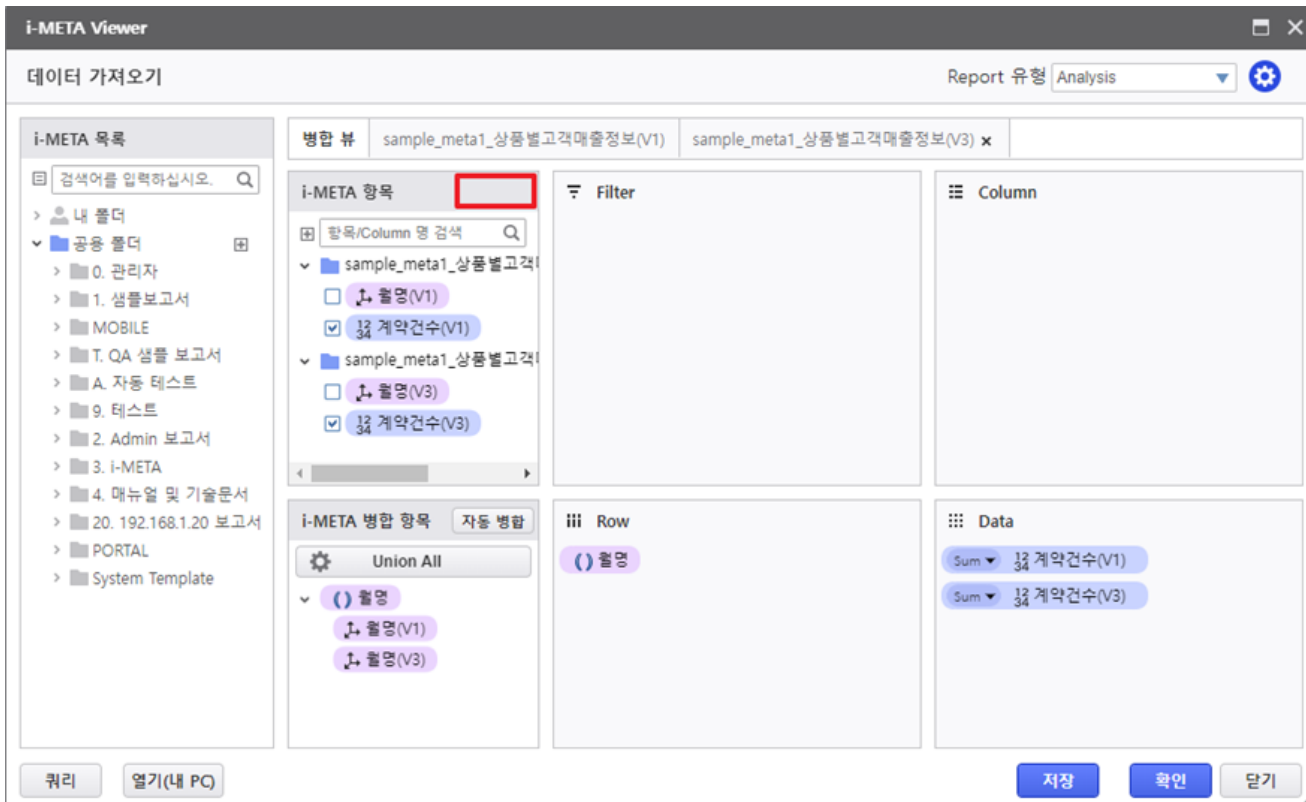 i-META Viewer
데이터 가져오기
Report 유형 Analysis
i-META 목록
검색어를 입력하십시오.
내 폴더
공용 폴더
0. 관리자
1. 샘플보고서
MOBILE
T. QA 샘플 보고서
A. 자동 테스트
9. 테스트
2. Admin 보고서
3. i-META
4. 매뉴얼 및 기술문서
20. 192.168.1.20 보고서
PORTAL
System Template
병합 뷰 sample_meta1_상품별고객매출정보(V1) sample_meta1_상품별고객매출정보(V3)
i-META 항목
항목/Column 명 검색
sample_meta1_상품별고객
월명(V1)
12 34 계약건수(V1)
sample_meta1_상품별고객
월명(V3)
12 34 계약건수(V3)
Filter
Column
i-META 병합 항목 자동 병합
Union All
( ) 월명
월명(V1)
월명(V3)
Row
( ) 월명
Data
Sum 12 34 계약건수(V1)
Sum 12 34 계약건수(V3)
쿼리 열기(내 PC) 저장 확인 닫기